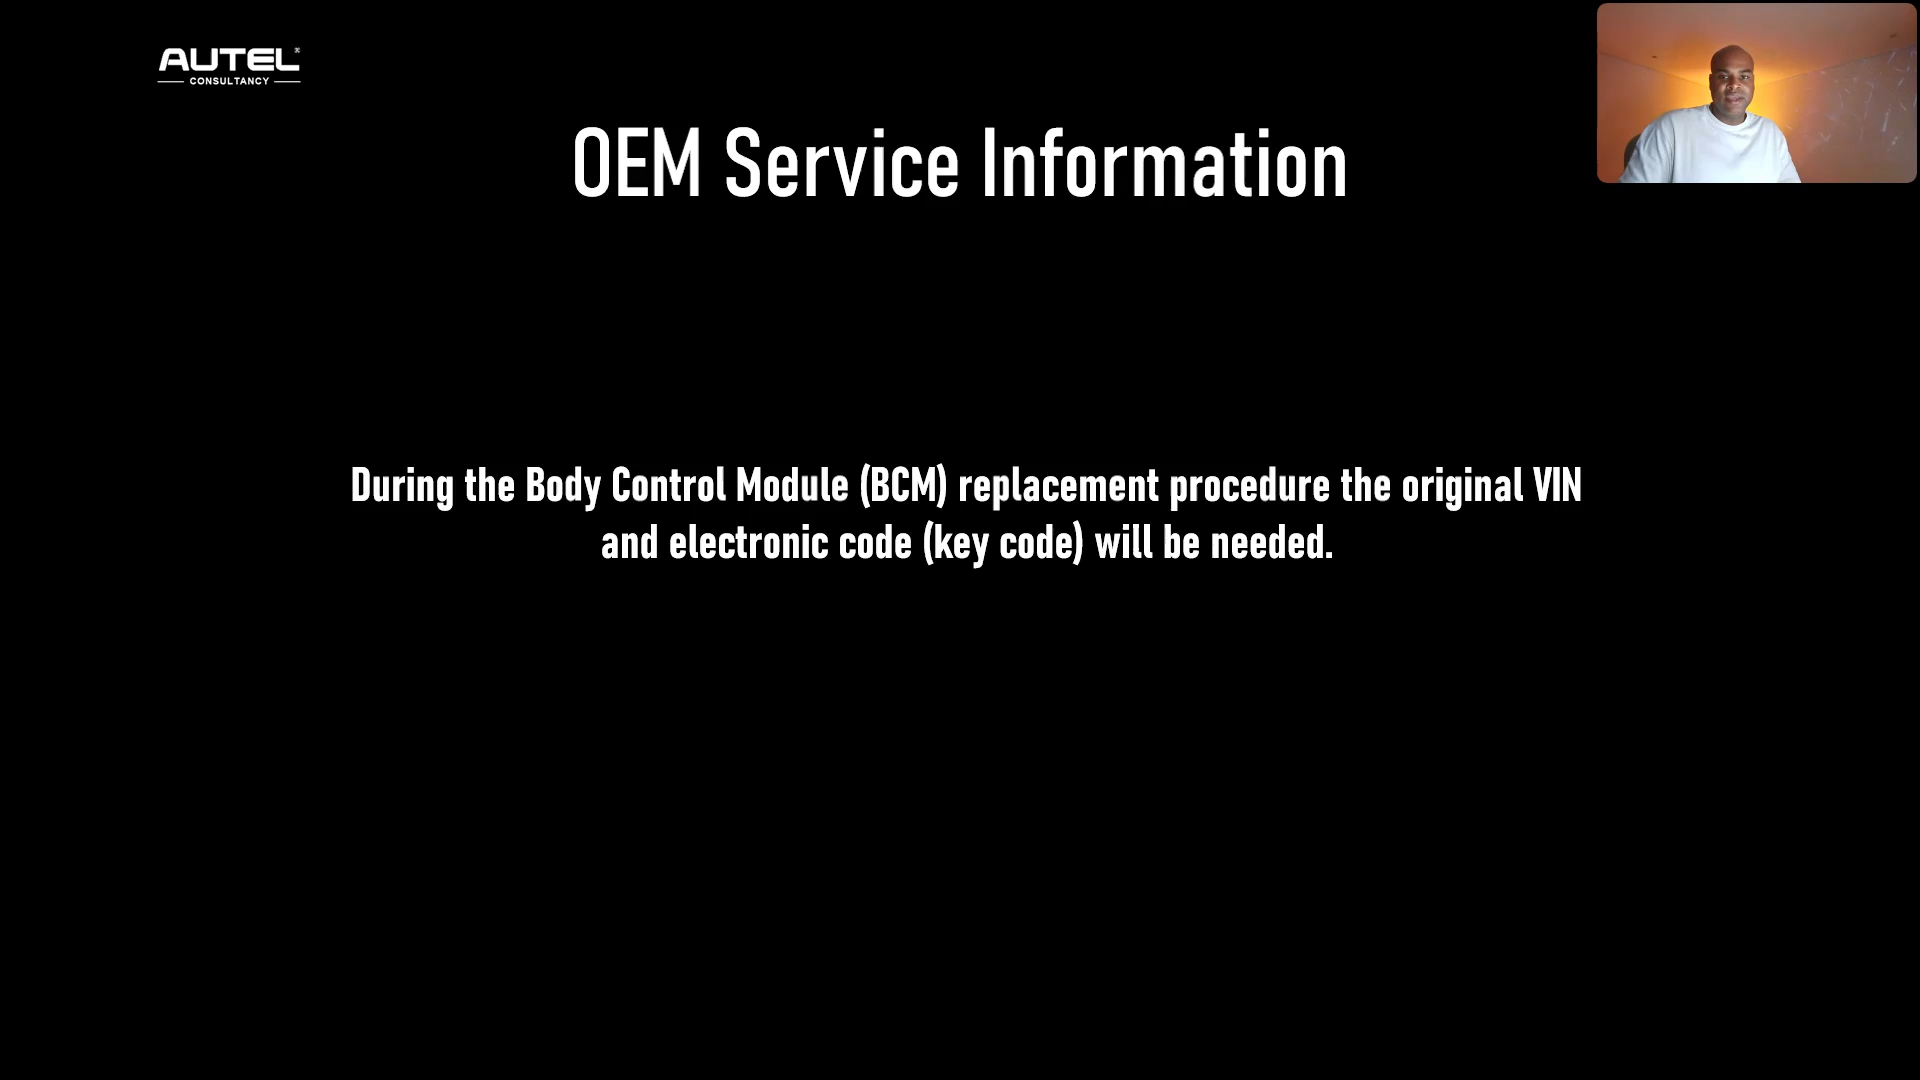 AUTEL®
CONSULTANCY
OEM Service Information
During the Body Control Module (BCM) replacement procedure the original VIN
and electronic code (key code) will be needed.